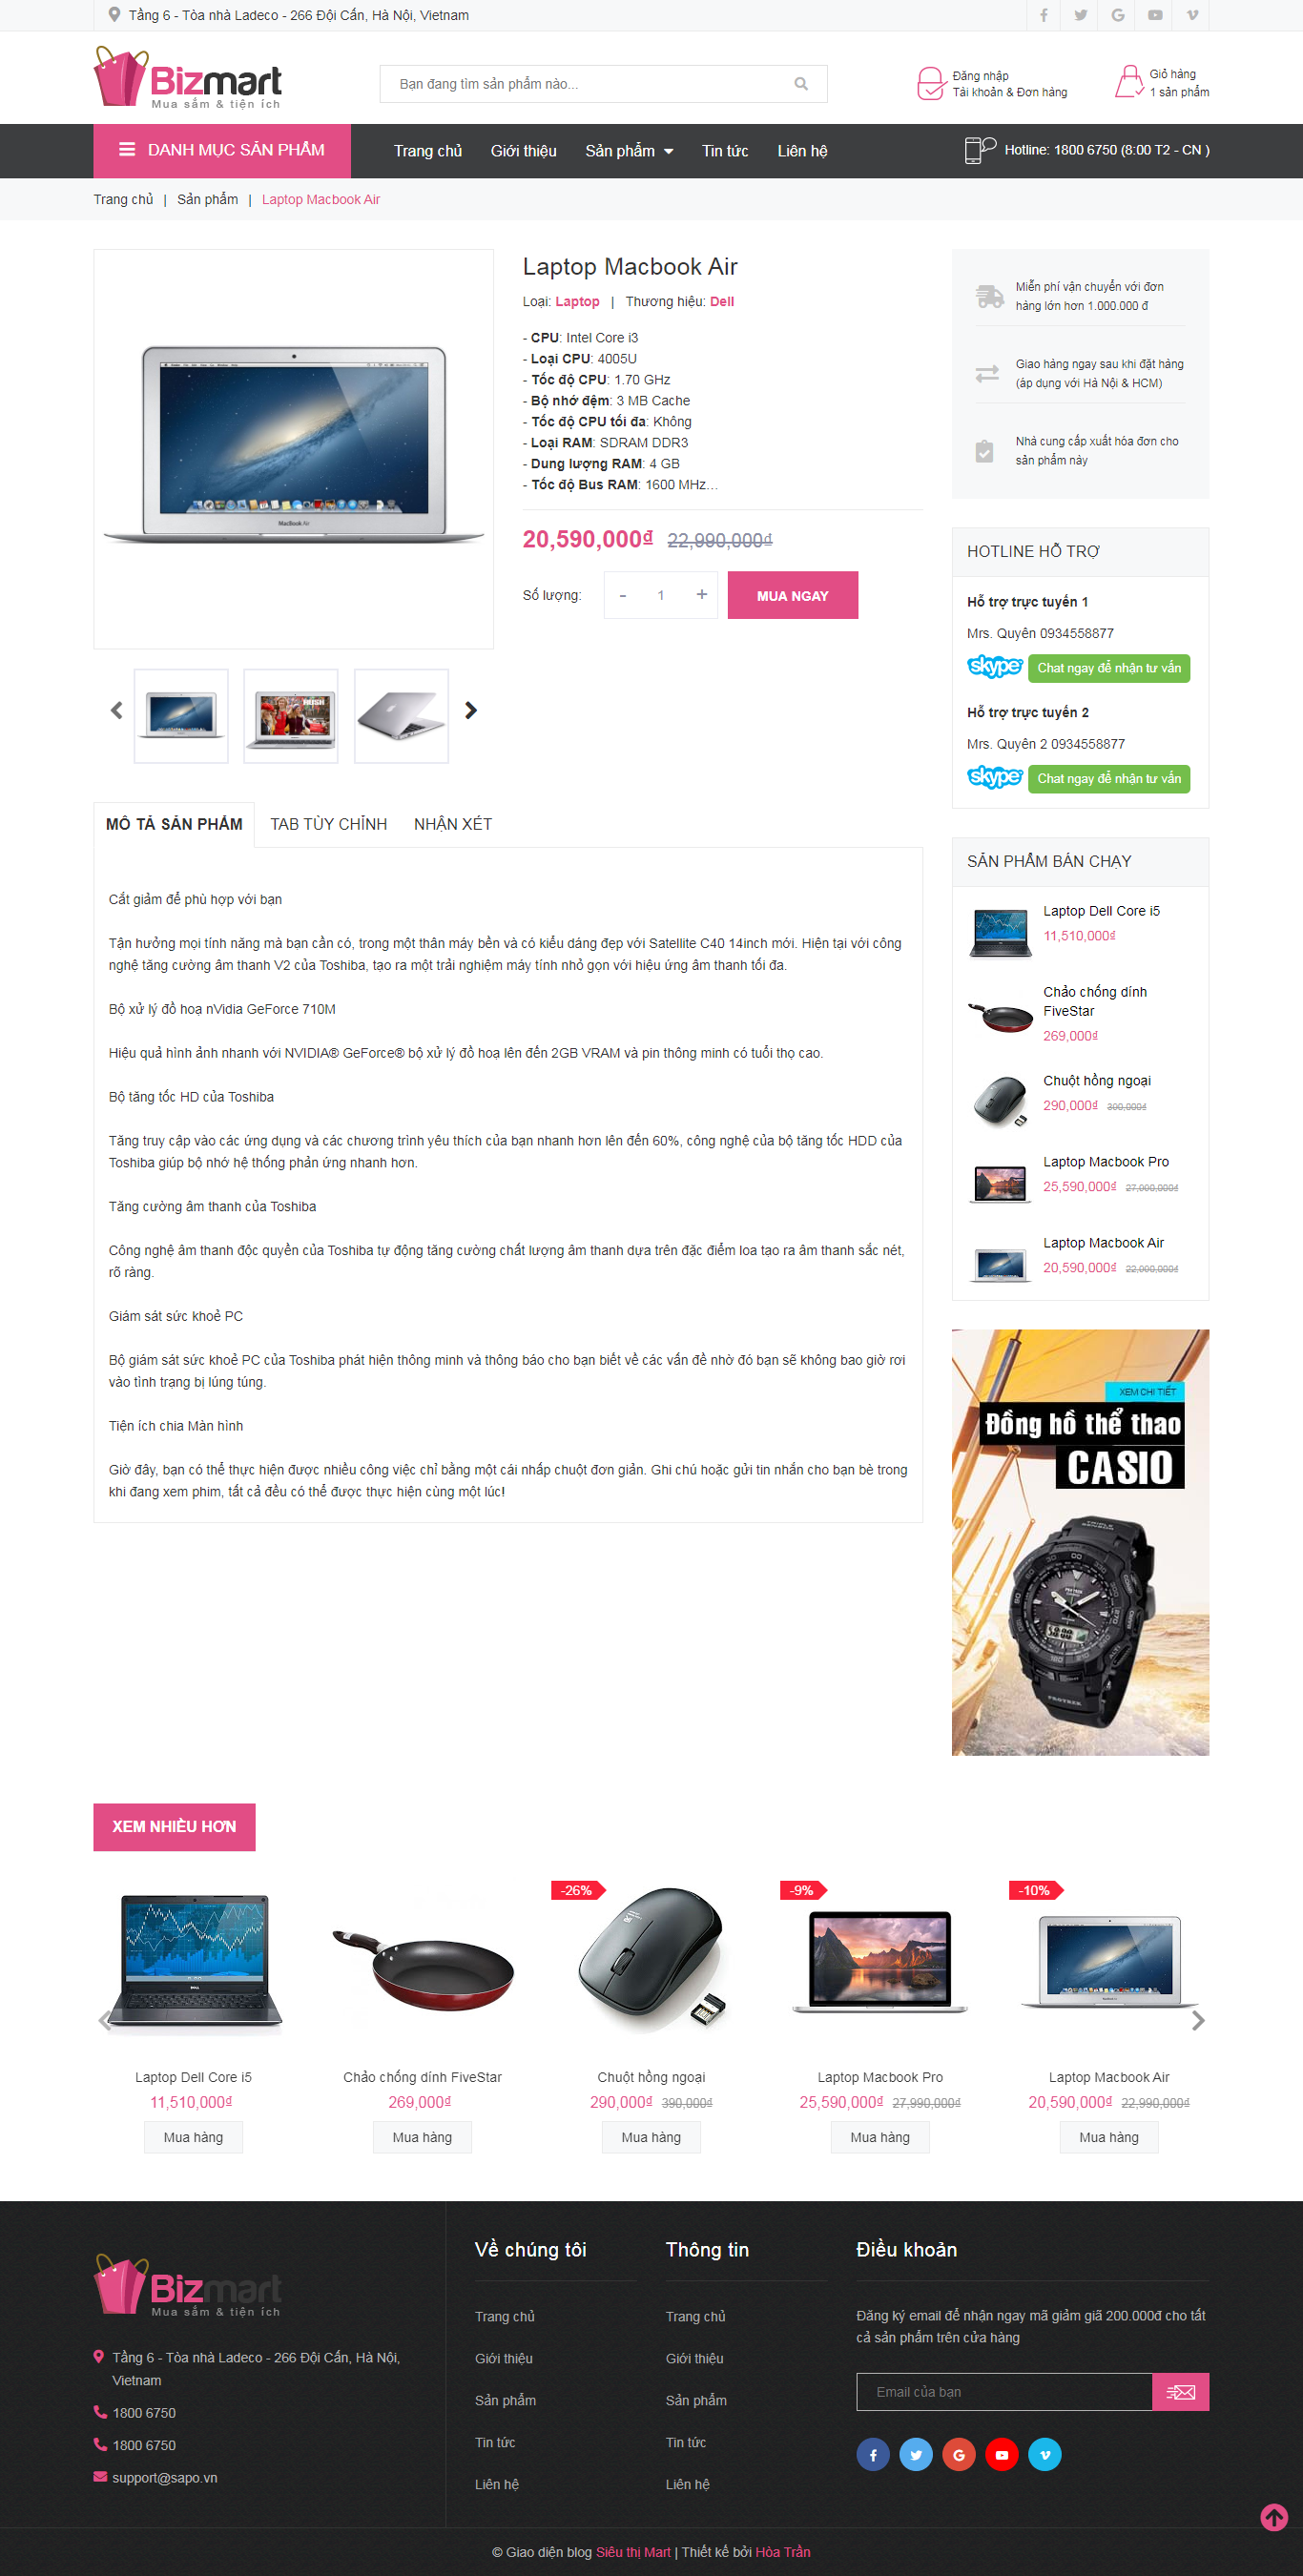 Tầng 6 - Tòa nhà Ladeco - 266 Đội Cấn, Hà Nội, Vietnam
Bizmart
Mua sắm & tiện ích
Bạn đang tìm sản phẩm nào...
Đăng nhập
Tài khoản & Đơn hàng
Giỏ hàng
1 sản phẩm
DANH MỤC SẢN PHẨM
Trang chủ
Giới thiệu
Sản phẩm
Tin tức
Liên hệ
Hotline: 1800 6750 (8:00 T2 - CN )
Trang chủ | Sản phẩm | Laptop Macbook Air
MacBook Air
Laptop Macbook Air
Loại: Laptop | Thương hiệu: Dell
- CPU: Intel Core i3
- Loại CPU: 4005U
- Tốc độ CPU: 1.70 GHz
- Bộ nhớ đệm: 3 MB Cache
- Tốc độ CPU tối đa: Không
- Loại RAM: SDRAM DDR3
- Dung lượng RAM: 4 GB
- Tốc độ Bus RAM: 1600 MHz...
20,590,000₫ 22,990,000₫
Số lượng: - 1 +
MUA NGAY
Miễn phí vận chuyển với đơn
hàng lớn hơn 1.000.000 đ
Giao hàng ngay sau khi đặt hàng
(áp dụng với Hà Nội & HCM)
Nhà cung cấp xuất hóa đơn cho
sản phẩm này
HOTLINE HỖ TRỢ
Hỗ trợ trực tuyến 1
Mrs. Quyên 0934558877
skype
Chat ngay để nhận tư vấn
Hỗ trợ trực tuyến 2
Mrs. Quyên 2 0934558877
skype
Chat ngay để nhận tư vấn
RUSH
MÔ TẢ SẢN PHẨM
TAB TÙY CHỈNH
NHẬN XÉT
Cắt giảm để phù hợp với bạn
Tận hưởng mọi tính năng mà bạn cần có, trong một thân máy bền và có kiểu dáng đẹp với Satellite C40 14inch mới. Hiện tại với công
nghệ tăng cường âm thanh V2 của Toshiba, tạo ra một trải nghiệm máy tính nhỏ gọn với hiệu ứng âm thanh tối đa.
Bộ xử lý đồ hoạ nVidia GeForce 710M
Hiệu quả hình ảnh nhanh với NVIDIA® GeForce® bộ xử lý đồ hoạ lên đến 2GB VRAM và pin thông minh có tuổi thọ cao.
Bộ tăng tốc HD của Toshiba
Tăng truy cập vào các ứng dụng và các chương trình yêu thích của bạn nhanh hơn lên đến 60%, công nghệ của bộ tăng tốc HDD của
Toshiba giúp bộ nhớ hệ thống phản ứng nhanh hơn.
Tăng cường âm thanh của Toshiba
Công nghệ âm thanh độc quyền của Toshiba tự động tăng cường chất lượng âm thanh dựa trên đặc điểm loa tạo ra âm thanh sắc nét,
rõ ràng.
Giám sát sức khoẻ PC
Bộ giám sát sức khoẻ PC của Toshiba phát hiện thông minh và thông báo cho bạn biết về các vấn đề nhờ đó bạn sẽ không bao giờ rơi
vào tình trạng bị lúng túng.
Tiện ích chia Màn hình
Giờ đây, bạn có thể thực hiện được nhiều công việc chỉ bằng một cái nhấp chuột đơn giản. Ghi chú hoặc gửi tin nhắn cho bạn bè trong
khi đang xem phim, tất cả đều có thể được thực hiện cùng một lúc!
SẢN PHẨM BÁN CHẠY
Laptop Dell Core i5
11,510,000₫
Chảo chống dính
FiveStar
269,000₫
Chuột hồng ngoại
290,000₫ 390,000₫
Laptop Macbook Pro
25,590,000₫ 27,990,000₫
Laptop Macbook Air
20,590,000₫ 22,990,000₫
XEM CHI TIẾT
Đồng hồ thể thao
CASIO
TRIPLE SENSOR
PROTREK
XEM NHIỀU HƠN
-26%
-9%
-10%
Laptop Dell Core i5
11,510,000₫
Mua hàng
Chảo chống dính FiveStar
269,000₫
Mua hàng
Chuột hồng ngoại
290,000₫ 390,000₫
Mua hàng
Laptop Macbook Pro
25,590,000₫ 27,990,000₫
Mua hàng
Laptop Macbook Air
20,590,000₫ 22,990,000₫
Mua hàng
Bizmart
Mua sắm & tiện ích
Tầng 6 - Tòa nhà Ladeco - 266 Đội Cấn, Hà Nội,
Vietnam
1800 6750
1800 6750
support@sapo.vn
Về chúng tôi
Trang chủ
Giới thiệu
Sản phẩm
Tin tức
Liên hệ
Thông tin
Trang chủ
Giới thiệu
Sản phẩm
Tin tức
Liên hệ
Điều khoản
Đăng ký email để nhận ngay mã giảm giã 200.000đ cho tất
cả sản phẩm trên cửa hàng
Email của bạn
© Giao diện blog Siêu thị Mart | Thiết kế bởi Hòa Trần